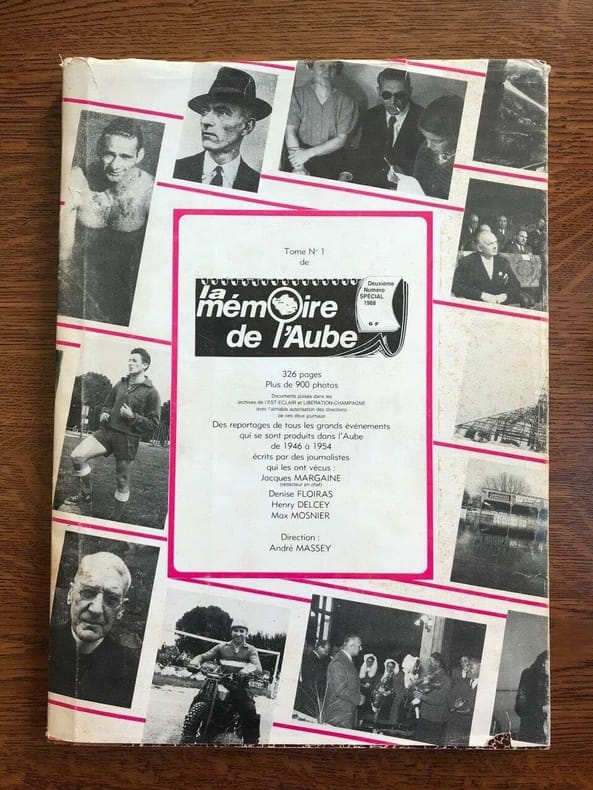 Tome N° 1
de
la mémoire
de l'Aube
Deuxième
Numéro
SPÉCIAL
1988
6 F
326 pages
Plus de 900 photos
Documents puisés dans les
archives de l'EST-ECLAIR et LIBERATION-CHAMPAGNE
avec l'aimable autorisation des directions
de ces deux journaux
Des reportages de tous les grands événements
qui se sont produits dans l'Aube
de 1946 à 1954
écrits par des journalistes
qui les ont vécus :
Jacques MARGAINE
(rédacteur en chef)
Denise FLOIRAS
Henry DELCEY
Max MOSNIER
Direction :
André MASSEY